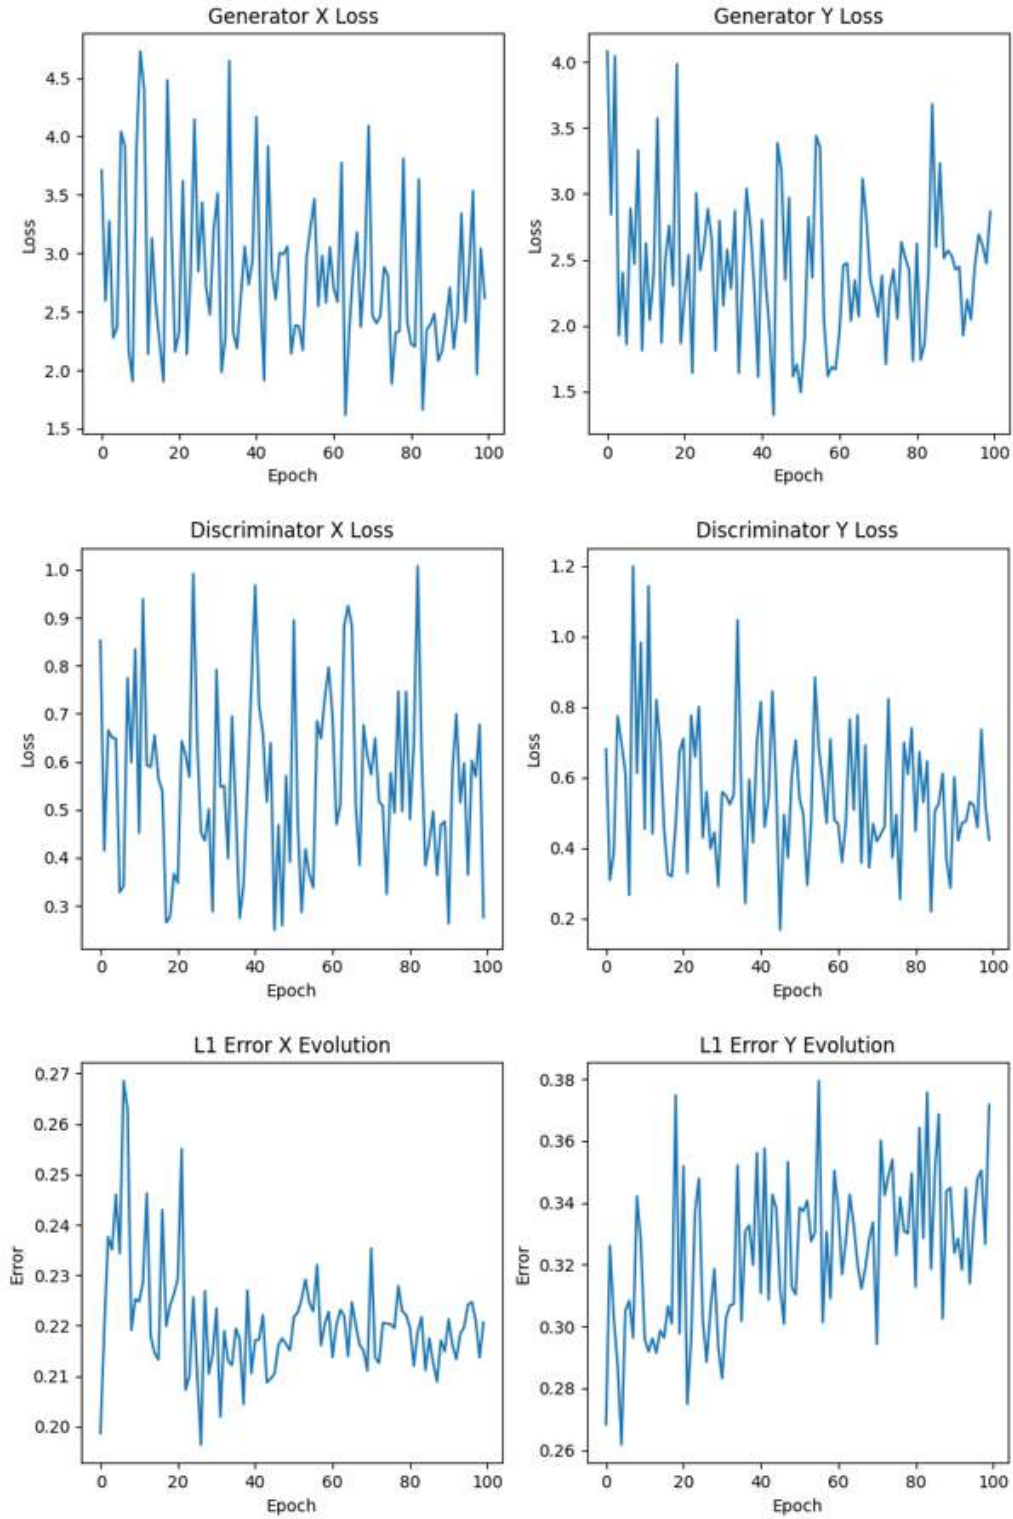 Generator X Loss
Loss
4.5
4.0
3.5
3.0
2.5
2.0
1.5
0 20 40 60 80 100
Epoch
Generator Y Loss
Loss
4.0
3.5
3.0
2.5
2.0
1.5
0 20 40 60 80 100
Epoch
Discriminator X Loss
Loss
1.0
0.9
0.8
0.7
0.6
0.5
0.4
0.3
0 20 40 60 80 100
Epoch
Discriminator Y Loss
Loss
1.2
1.0
0.8
0.6
0.4
0.2
0 20 40 60 80 100
Epoch
L1 Error X Evolution
Error
0.27
0.26
0.25
0.24
0.23
0.22
0.21
0.20
0 20 40 60 80 100
Epoch
L1 Error Y Evolution
Error
0.38
0.36
0.34
0.32
0.30
0.28
0.26
0 20 40 60 80 100
Epoch